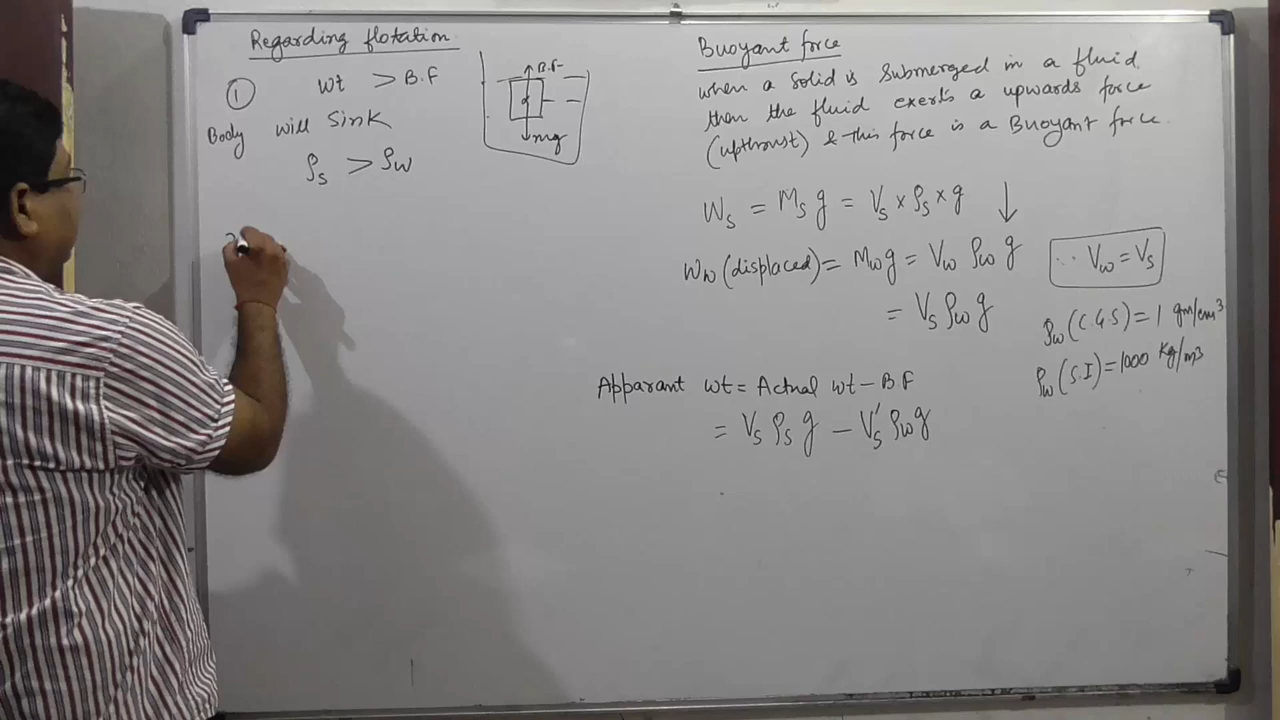 Regarding flotation
① wt > B.F
Body will Sink
ρs > ρw
B.F
mg
Buoyant force
when a solid is submerged in a fluid
than the fluid exerts a upwards force
(upthrust) & this force is a Buoyant force
Ws = Ms g = Vs × ρs × g ↓
Ww (displaced) = Mw g = Vw ρw g
∵ Vw = Vs
= Vs ρw g
ρw (C.G.S) = 1 gm/cm³
ρw (S.I) = 1000 Kg/m3
Apparant wt = Actual wt - B F
= Vs ρs g - Vs' ρw g